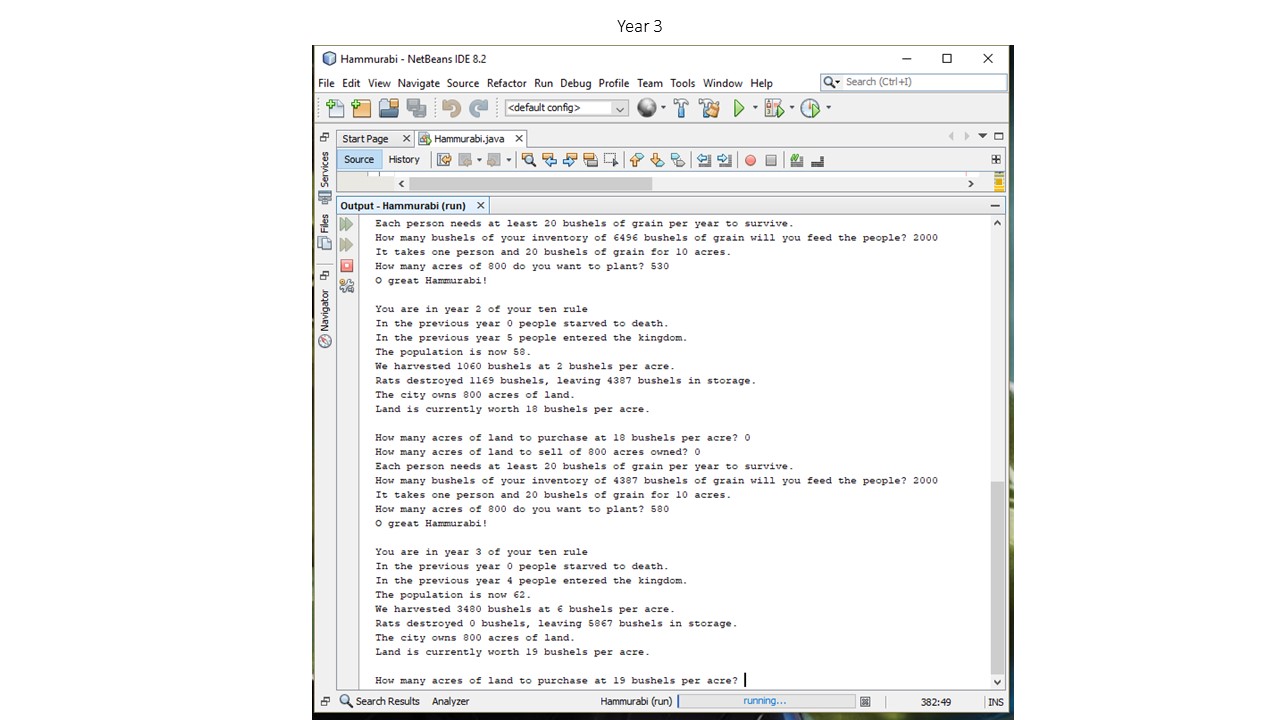 Year 3
Hammurabi - NetBeans IDE 8.2
File Edit View Navigate Source Refactor Run Debug Profile Team Tools Window Help
Search (Ctrl+I)
<default config>
Start Page
Hammurabi.java
Source History
Services
Files
Navigator
Output - Hammurabi (run)
Each person needs at least 20 bushels of grain per year to survive.
How many bushels of your inventory of 6496 bushels of grain will you feed the people? 2000
It takes one person and 20 bushels of grain for 10 acres.
How many acres of 800 do you want to plant? 530
O great Hammurabi!
You are in year 2 of your ten rule
In the previous year 0 people starved to death.
In the previous year 5 people entered the kingdom.
The population is now 58.
We harvested 1060 bushels at 2 bushels per acre.
Rats destroyed 1169 bushels, leaving 4387 bushels in storage.
The city owns 800 acres of land.
Land is currently worth 18 bushels per acre.
How many acres of land to purchase at 18 bushels per acre? 0
How many acres of land to sell of 800 acres owned? 0
Each person needs at least 20 bushels of grain per year to survive.
How many bushels of your inventory of 4387 bushels of grain will you feed the people? 2000
It takes one person and 20 bushels of grain for 10 acres.
How many acres of 800 do you want to plant? 580
O great Hammurabi!
You are in year 3 of your ten rule
In the previous year 0 people starved to death.
In the previous year 4 people entered the kingdom.
The population is now 62.
We harvested 3480 bushels at 6 bushels per acre.
Rats destroyed 0 bushels, leaving 5867 bushels in storage.
The city owns 800 acres of land.
Land is currently worth 19 bushels per acre.
How many acres of land to purchase at 19 bushels per acre?
Search Results Analyzer Hammurabi (run) running... 382:49 INS